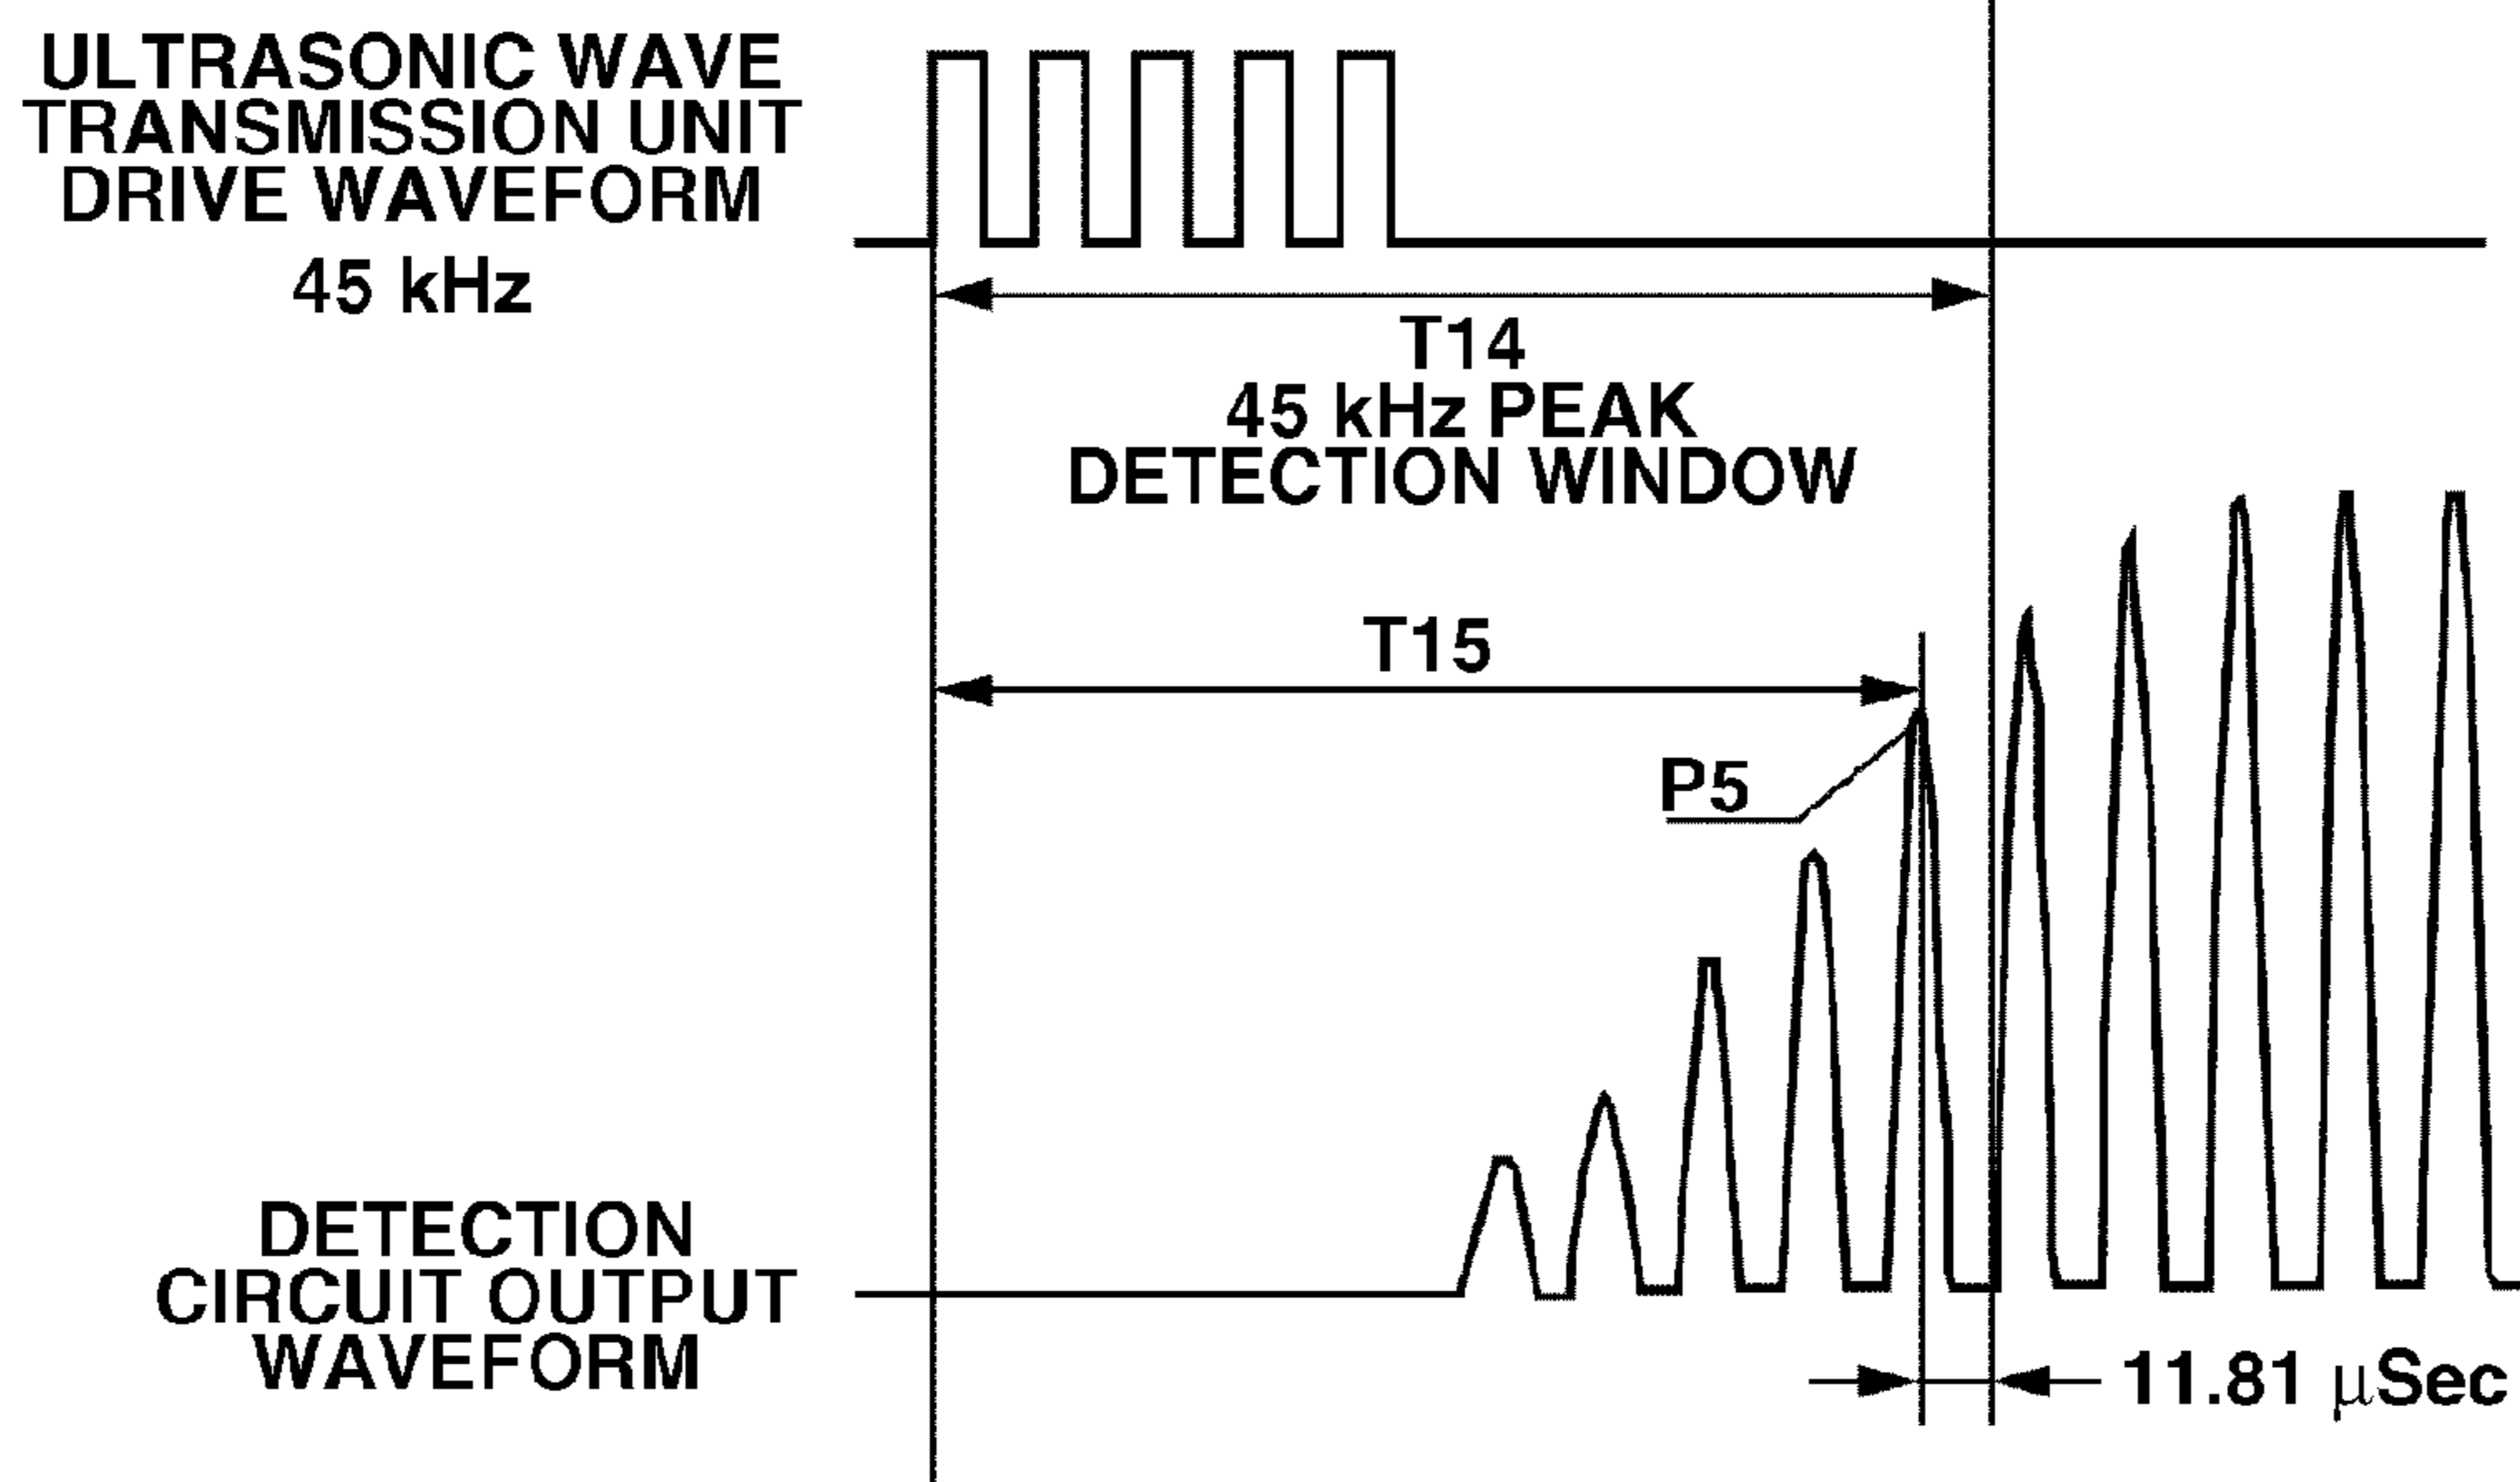 ULTRASONIC WAVE
TRANSMISSION UNIT
DRIVE WAVEFORM
45 kHz
T14
45 kHz PEAK
DETECTION WINDOW
T15
P5
DETECTION
CIRCUIT OUTPUT
WAVEFORM
11.81 μSec